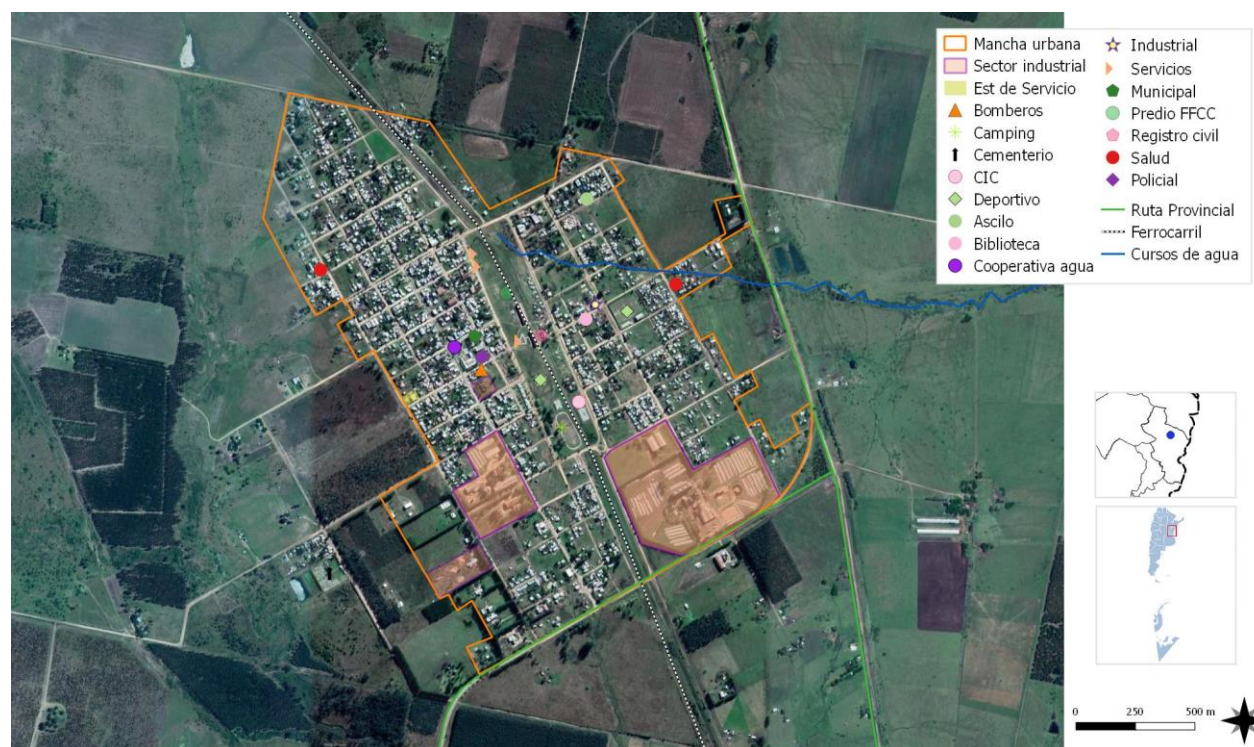 Mancha urbana
Sector industrial
Est de Servicio
Bomberos
Camping
Cementerio
CIC
Deportivo
Ascilo
Biblioteca
Cooperativa agua
Industrial
Servicios
Municipal
Predio FFCC
Registro civil
Salud
Policial
Ruta Provincial
Ferrocarril
Cursos de agua
0 250 500 m